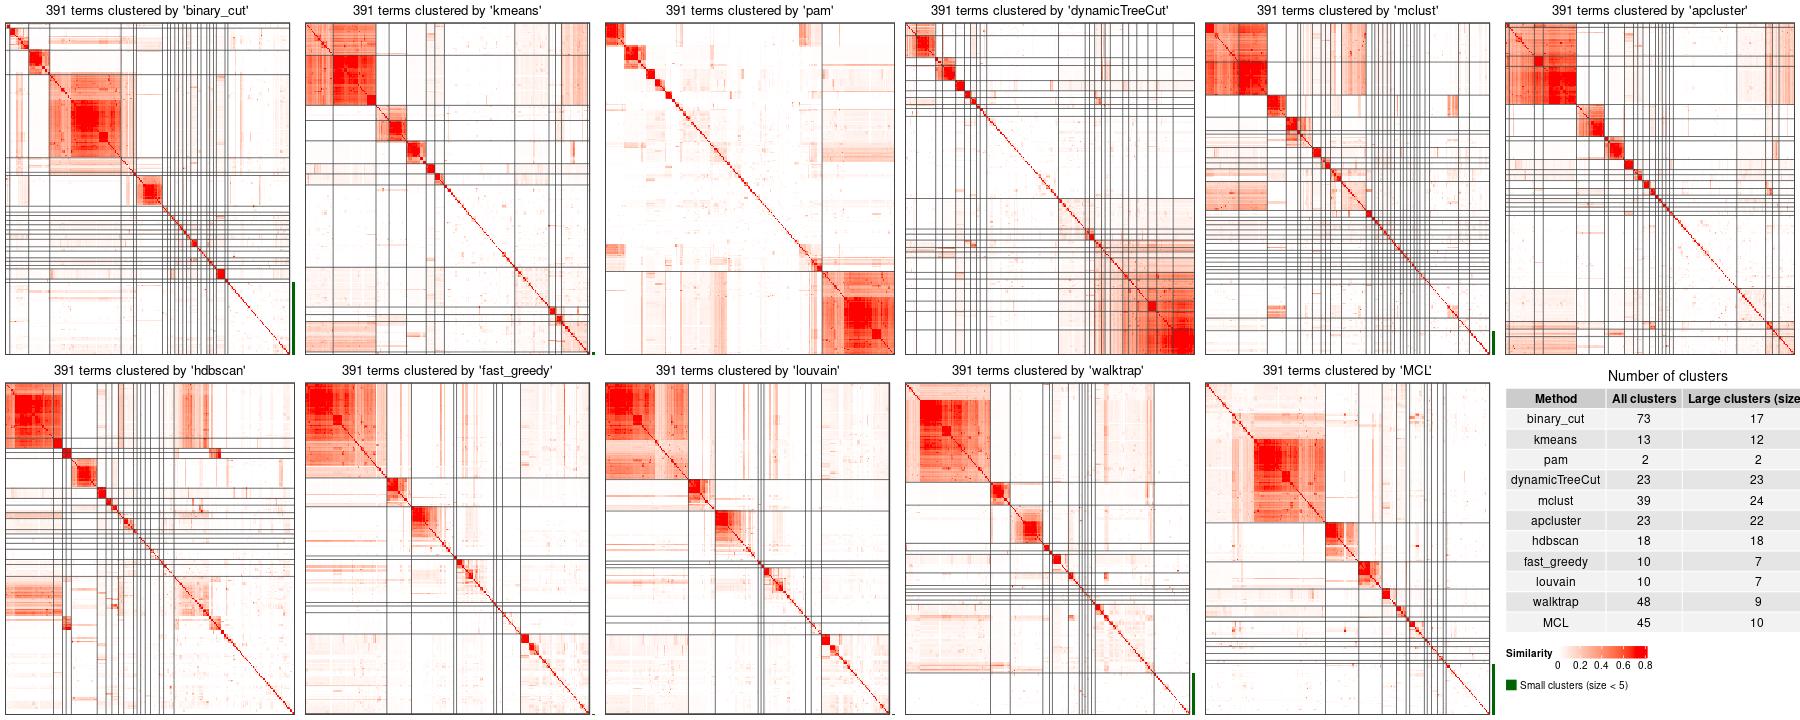 391 terms clustered by 'binary_cut'
391 terms clustered by 'kmeans'
391 terms clustered by 'pam'
391 terms clustered by 'dynamicTreeCut'
391 terms clustered by 'mclust'
391 terms clustered by 'apcluster'
391 terms clustered by 'hdbscan'
391 terms clustered by 'fast_greedy'
391 terms clustered by 'louvain'
391 terms clustered by 'walktrap'
391 terms clustered by 'MCL'
Number of clusters
Method All clusters Large clusters (size
binary_cut 73 17
kmeans 13 12
pam 2 2
dynamicTreeCut 23 23
mclust 39 24
apcluster 23 22
hdbscan 18 18
fast_greedy 10 7
louvain 10 7
walktrap 48 9
MCL 45 10
Similarity
0 0.2 0.4 0.6 0.8
Small clusters (size < 5)